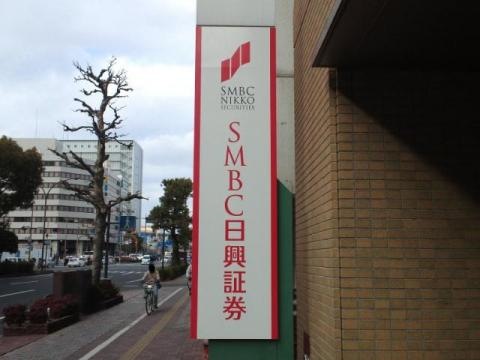 SMBC
NIKKO
SECURITIES
SMBC日興証券